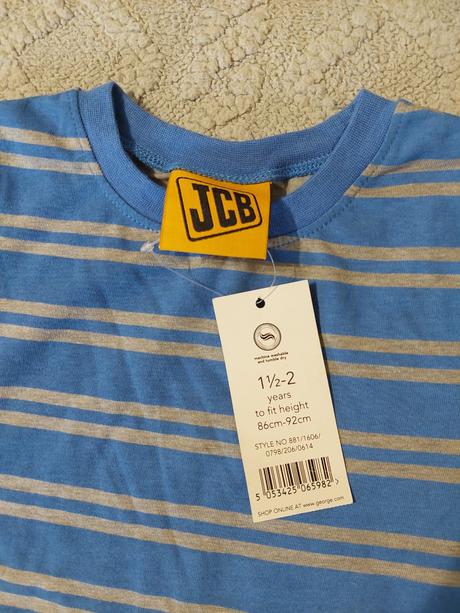 JCB
machine washable
and tumble dry
1½-2
years
to fit height
86cm-92cm
STYLE NO 881/1606/
0798/206/0614
5 053425 065982 >
SHOP ONLINE AT www.george.com